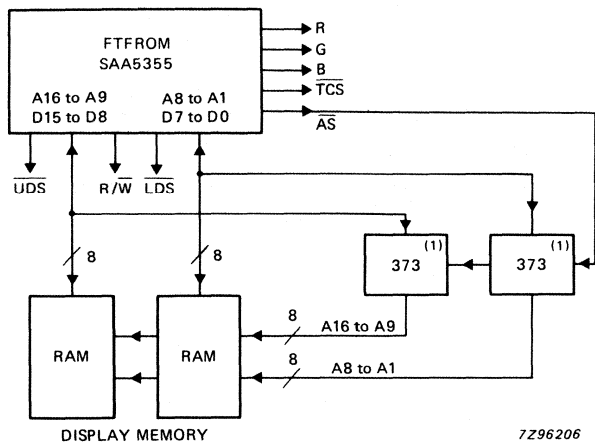 FTFROM
SAA5355
A16 to A9
D15 to D8
A8 to A1
D7 to D0
R
G
B
TCS
AS
UDS
R/W
LDS
8
8
373
(1)
373
(1)
RAM
RAM
8
A16 to A9
8
A8 to A1
DISPLAY MEMORY
7Z96206